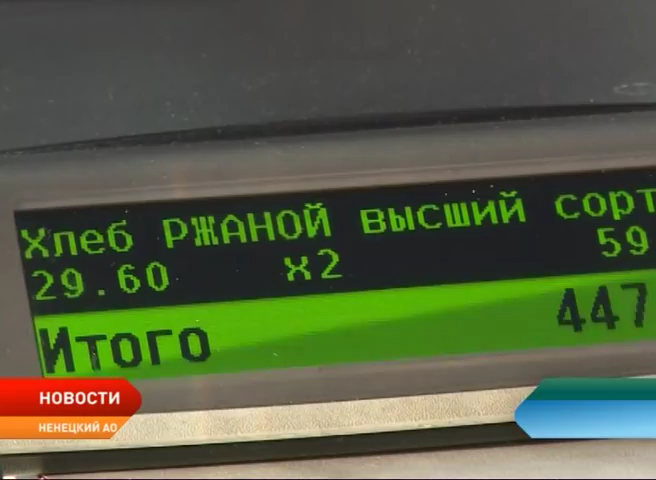 Хлеб РЖАНОЙ высший сорт
29.60 x2 59
Итого 447
НОВОСТИ
НЕНЕЦКИЙ АО